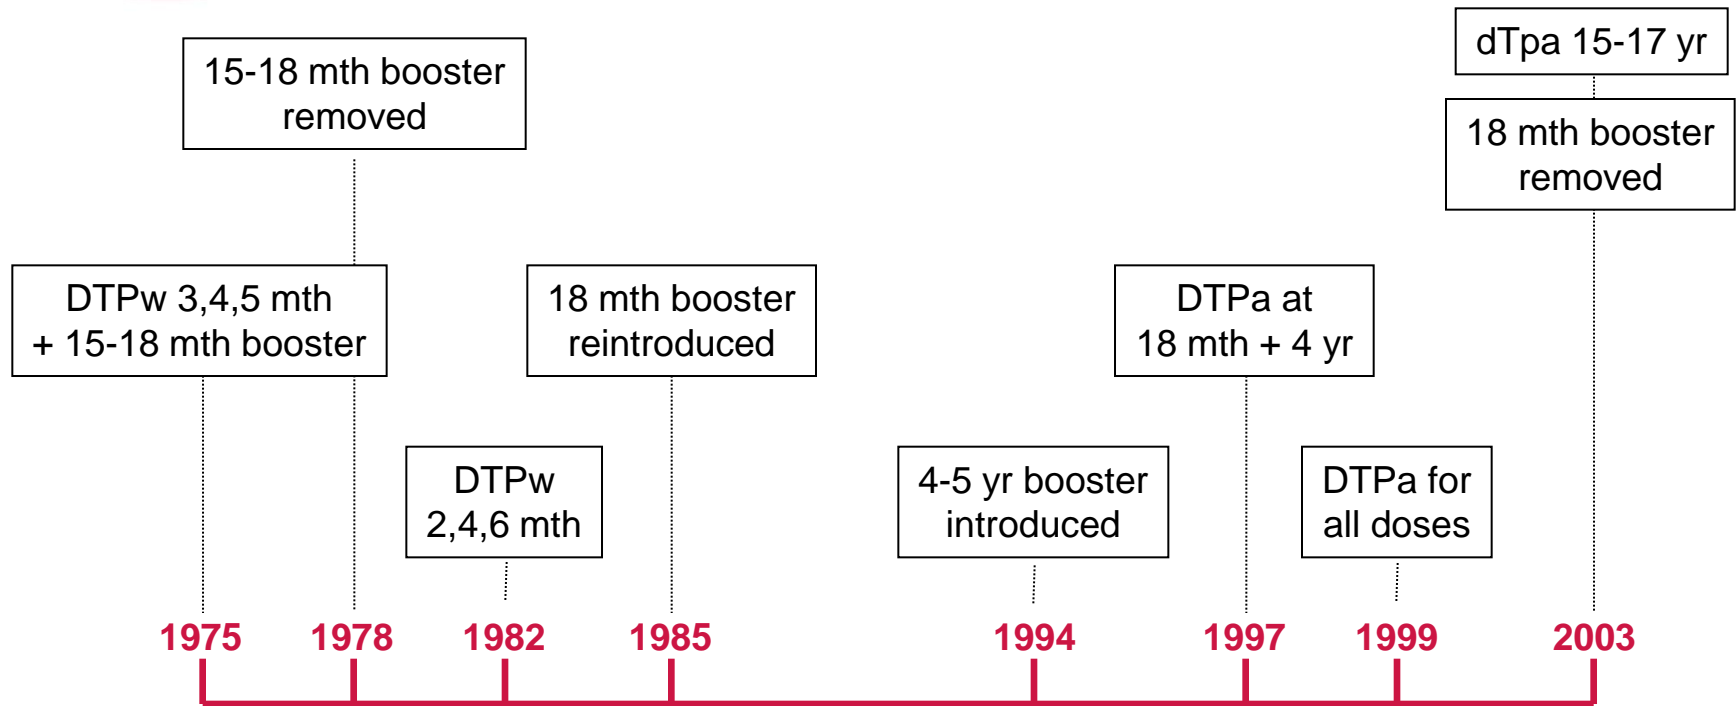 dTpa 15-17 yr
15-18 mth booster
removed
18 mth booster
removed
DTPw 3,4,5 mth
+ 15-18 mth booster
18 mth booster
reintroduced
DTPa at
18 mth + 4 yr
DTPw
2,4,6 mth
4-5 yr booster
introduced
DTPa for
all doses
1975
1978
1982
1985
1994
1997
1999
2003